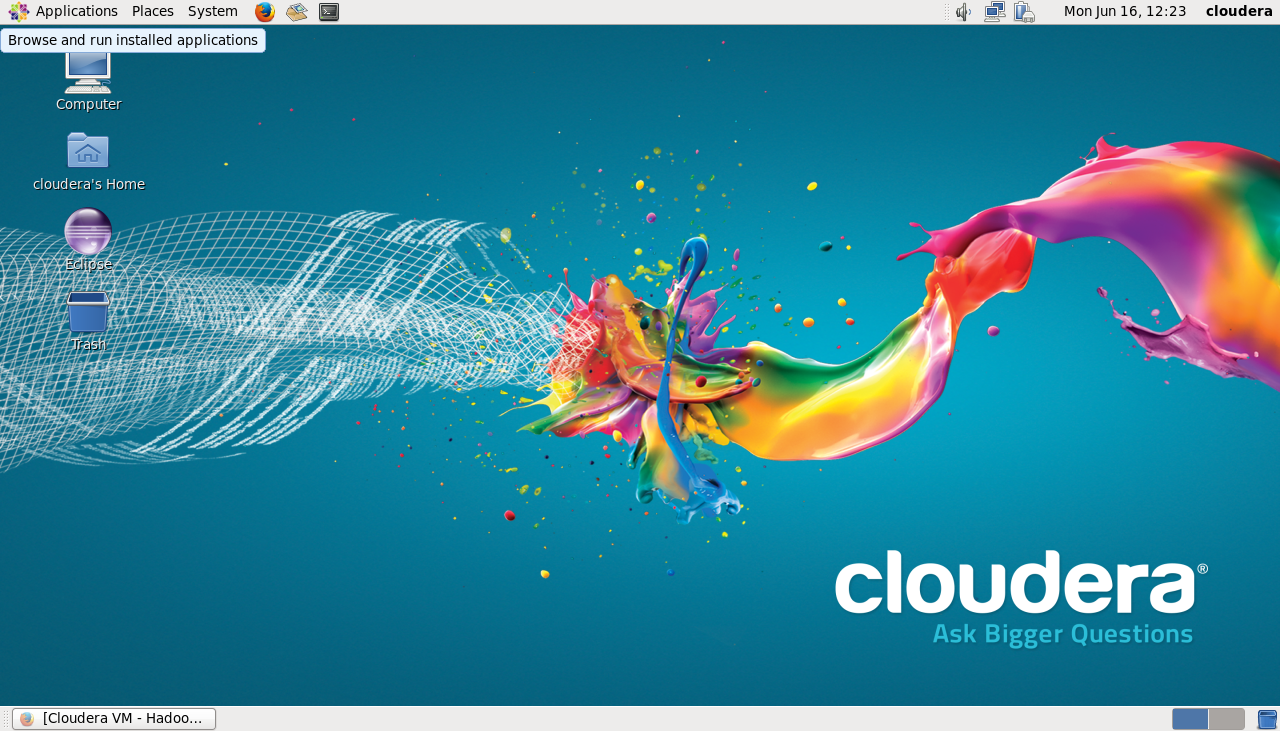 Applications Places System Mon Jun 16, 12:23 cloudera
Browse and run installed applications
Computer
cloudera's Home
Eclipse
Trash
cloudera®
Ask Bigger Questions
[Cloudera VM - Hadoo...